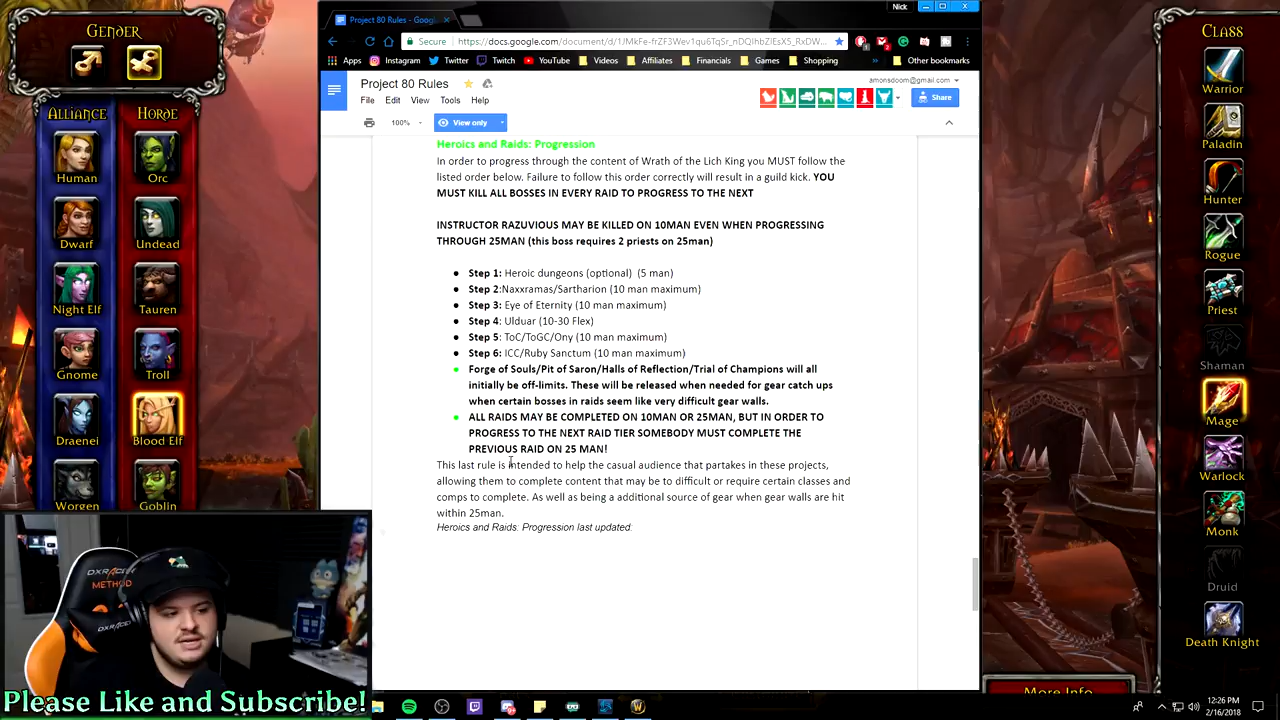 GENDER
ALLIANCE
HORDE
Human
Orc
Dwarf
Undead
Night Elf
Tauren
Gnome
Troll
Draenei
Blood Elf
Worgen
Goblin
Nick
Project 80 Rules - Goog
Secure
https://docs.google.com/document/d/1JMkFe-frZF3Wev1qu6TqSr_nDQIhbZlEsX5_RxDW...
Apps
Instagram
Twitter
Twitch
YouTube
Videos
Affiliates
Financials
Games
Shopping
»
Other bookmarks
Project 80 Rules
amonsdoom@gmail.com
File Edit View Tools Help
Share
100%
View only
Heroics and Raids: Progression
In order to progress through the content of Wrath of the Lich King you MUST follow the
listed order below. Failure to follow this order correctly will result in a guild kick. YOU
MUST KILL ALL BOSSES IN EVERY RAID TO PROGRESS TO THE NEXT
INSTRUCTOR RAZUVIOUS MAY BE KILLED ON 10MAN EVEN WHEN PROGRESSING
THROUGH 25MAN (this boss requires 2 priests on 25man)
● Step 1: Heroic dungeons (optional) (5 man)
● Step 2:Naxxramas/Sartharion (10 man maximum)
● Step 3: Eye of Eternity (10 man maximum)
● Step 4: Ulduar (10-30 Flex)
● Step 5: ToC/ToGC/Ony (10 man maximum)
● Step 6: ICC/Ruby Sanctum (10 man maximum)
● Forge of Souls/Pit of Saron/Halls of Reflection/Trial of Champions will all
initially be off-limits. These will be released when needed for gear catch ups
when certain bosses in raids seem like very difficult gear walls.
● ALL RAIDS MAY BE COMPLETED ON 10MAN OR 25MAN, BUT IN ORDER TO
PROGRESS TO THE NEXT RAID TIER SOMEBODY MUST COMPLETE THE
PREVIOUS RAID ON 25 MAN!
This last rule is intended to help the casual audience that partakes in these projects,
allowing them to complete content that may be to difficult or require certain classes and
comps to complete. As well as being a additional source of gear when gear walls are hit
within 25man.
Heroics and Raids: Progression last updated:
CLASS
Warrior
Paladin
Hunter
Rogue
Priest
Shaman
Mage
Warlock
Monk
Druid
Death Knight
More Info
DXRACER
METHOD
DXRACER
Please Like and Subscribe!
12:26 PM
2/16/2018